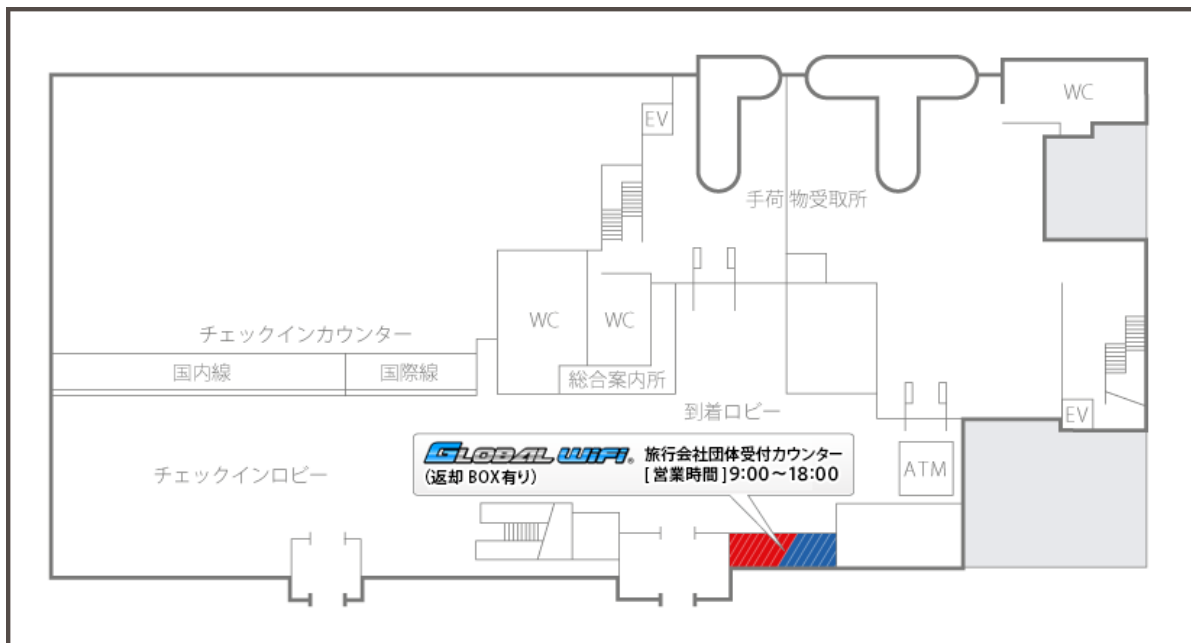 WC
EV
手荷物受取所
WC
WC
チェックインカウンター
国内線
国際線
総合案内所
到着ロビー
EV
GLOBAL WiFi®
(返却 BOX有り)
旅行会社団体受付カウンター
[営業時間]9:00～18:00
ATM
チェックインロビー